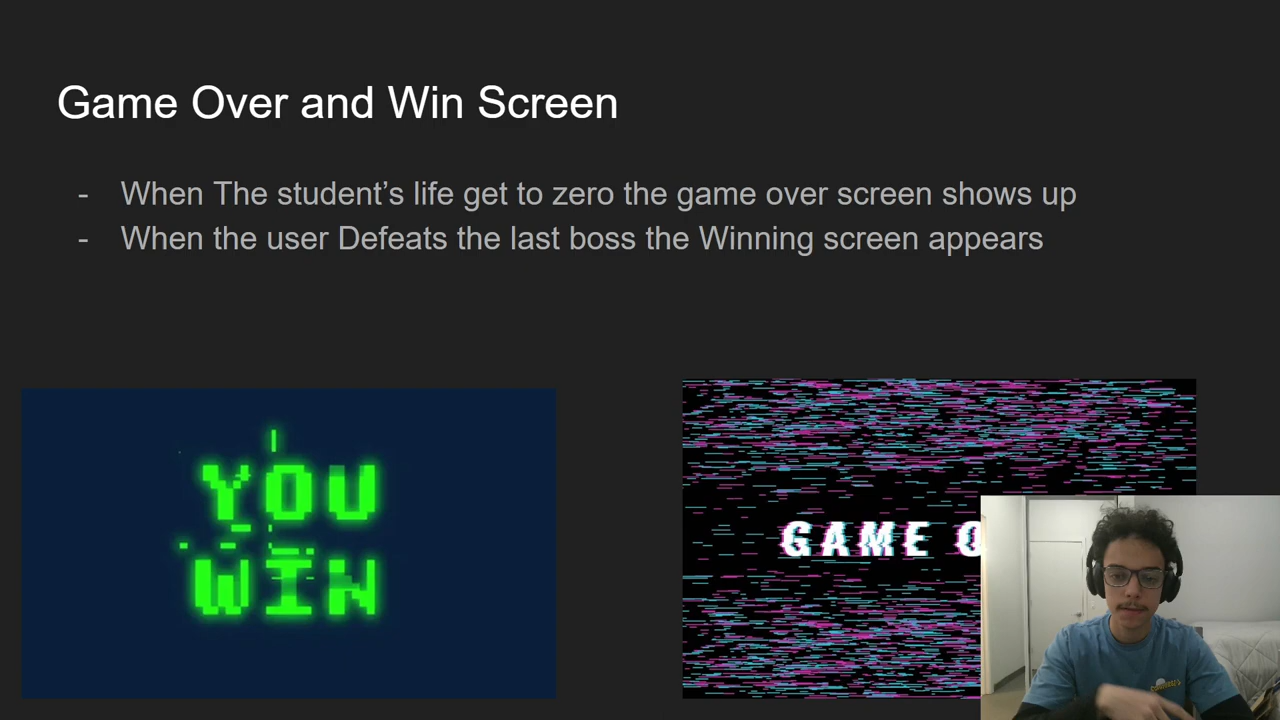 Game Over and Win Screen
- When The student’s life get to zero the game over screen shows up
- When the user Defeats the last boss the Winning screen appears
YOU
WIN
GAME O